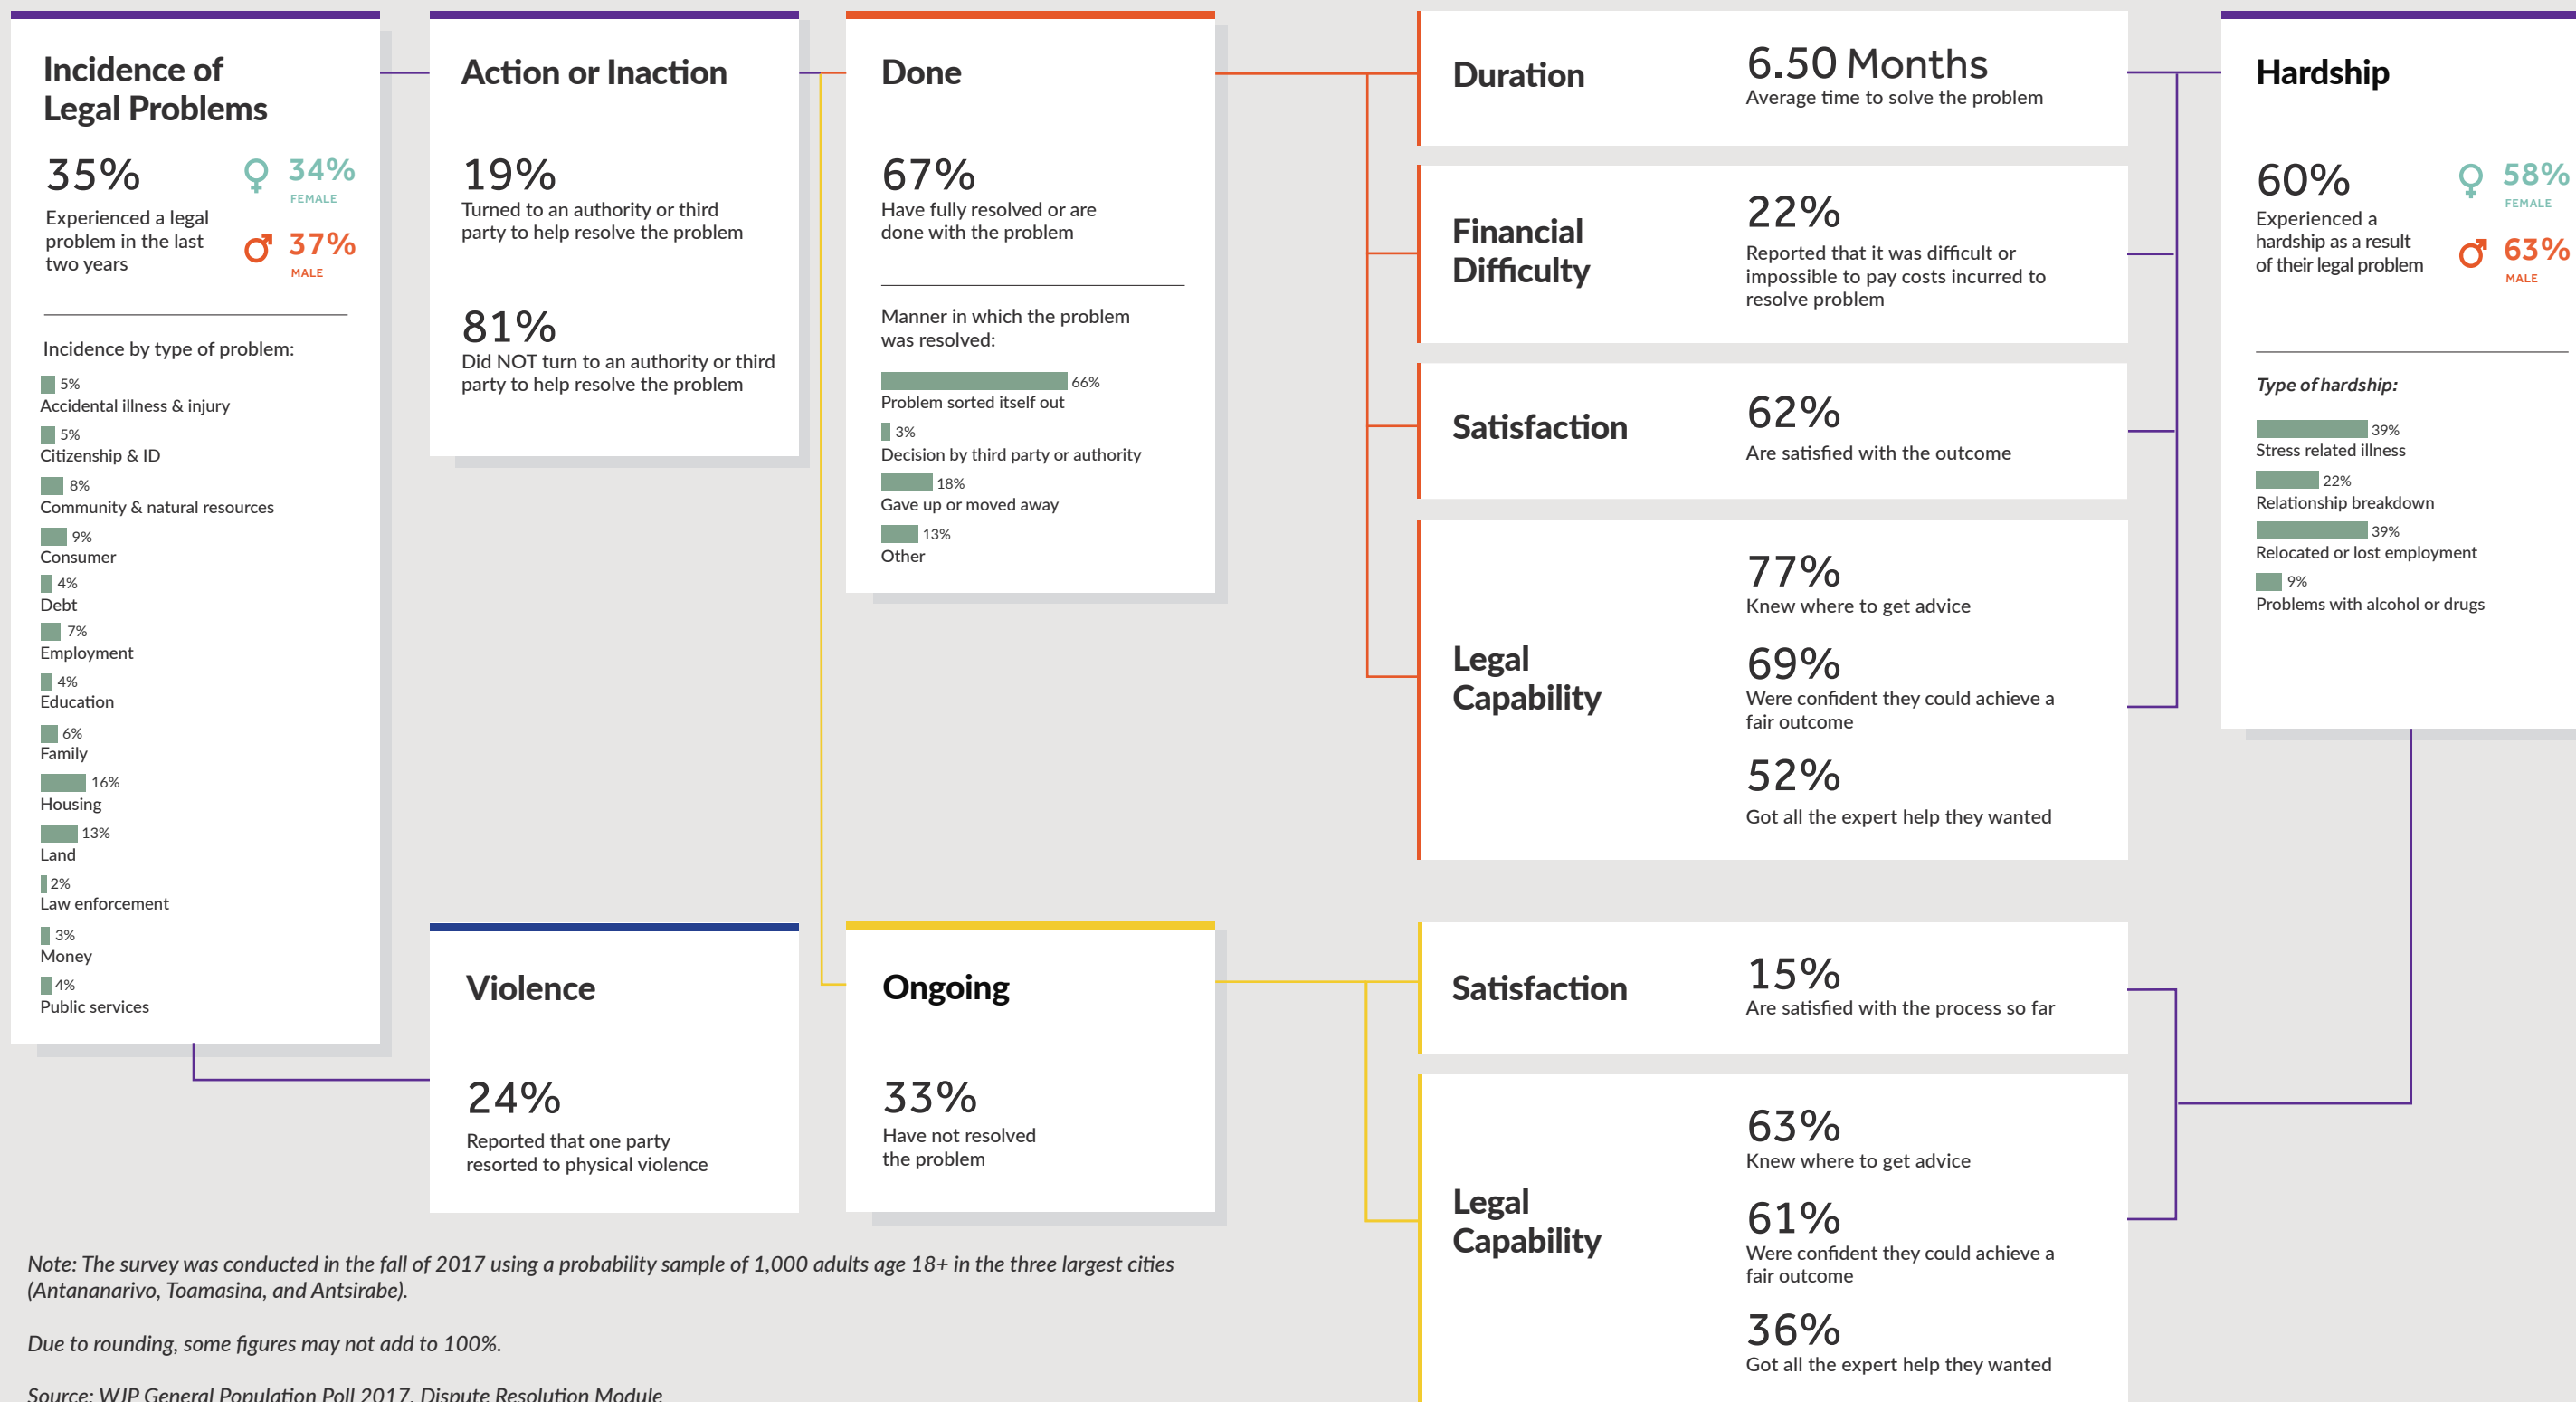 Incidence of
Legal Problems
35%
Experienced a legal
problem in the last
two years
34%
FEMALE
37%
MALE
Incidence by type of problem:
5%
Accidental illness & injury
5%
Citizenship & ID
8%
Community & natural resources
9%
Consumer
4%
Debt
7%
Employment
4%
Education
6%
Family
16%
Housing
13%
Land
2%
Law enforcement
3%
Money
4%
Public services
Action or Inaction
19%
Turned to an authority or third
party to help resolve the problem
81%
Did NOT turn to an authority or third
party to help resolve the problem
Violence
24%
Reported that one party
resorted to physical violence
Done
67%
Have fully resolved or are
done with the problem
Manner in which the problem
was resolved:
66%
Problem sorted itself out
3%
Decision by third party or authority
18%
Gave up or moved away
13%
Other
Ongoing
33%
Have not resolved
the problem
Duration
6.50 Months
Average time to solve the problem
Financial
Difficulty
22%
Reported that it was difficult or
impossible to pay costs incurred to
resolve problem
Satisfaction
62%
Are satisfied with the outcome
Legal
Capability
77%
Knew where to get advice
69%
Were confident they could achieve a
fair outcome
52%
Got all the expert help they wanted
Satisfaction
15%
Are satisfied with the process so far
Legal
Capability
63%
Knew where to get advice
61%
Were confident they could achieve a
fair outcome
36%
Got all the expert help they wanted
Hardship
60%
Experienced a
hardship as a result
of their legal problem
58%
FEMALE
63%
MALE
Type of hardship:
39%
Stress related illness
22%
Relationship breakdown
39%
Relocated or lost employment
9%
Problems with alcohol or drugs
Note: The survey was conducted in the fall of 2017 using a probability sample of 1,000 adults age 18+ in the three largest cities
(Antananarivo, Toamasina, and Antsirabe).
Due to rounding, some figures may not add to 100%.
Source: WJP General Population Poll 2017, Dispute Resolution Module